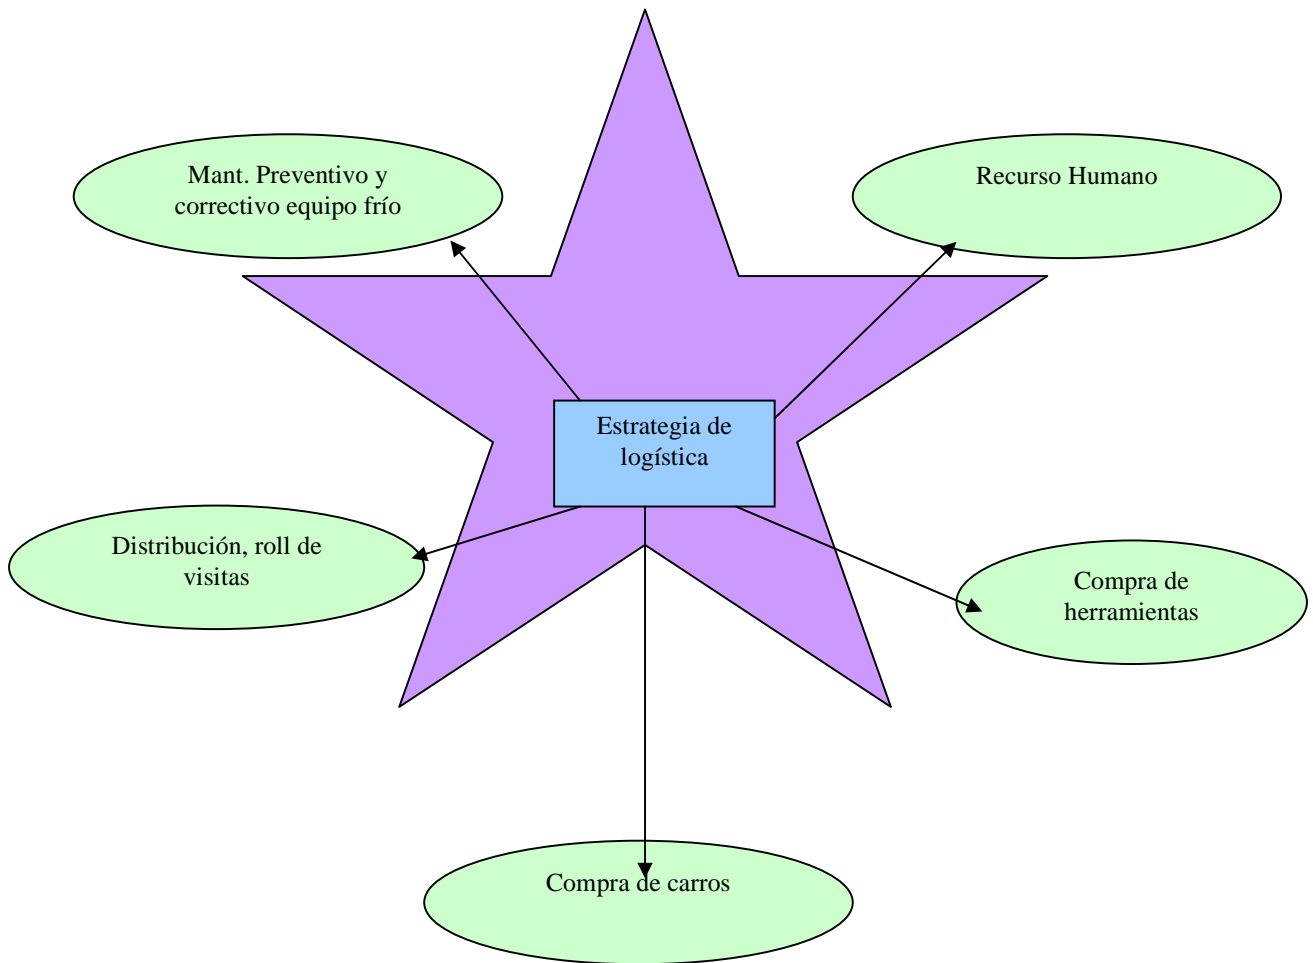 Mant. Preventivo y
correctivo equipo frío
Recurso Humano
Estrategia de
logística
Distribución, roll de
visitas
Compra de
herramientas
Compra de carros